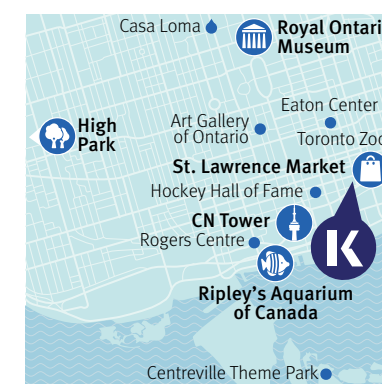 Casa Loma
Royal Ontari
Museum
High
Park
Art Gallery
of Ontario
Eaton Center
Toronto Zoo
St. Lawrence Market
Hockey Hall of Fame
CN Tower
Rogers Centre
K
Ripley's Aquarium
of Canada
Centreville Theme Park